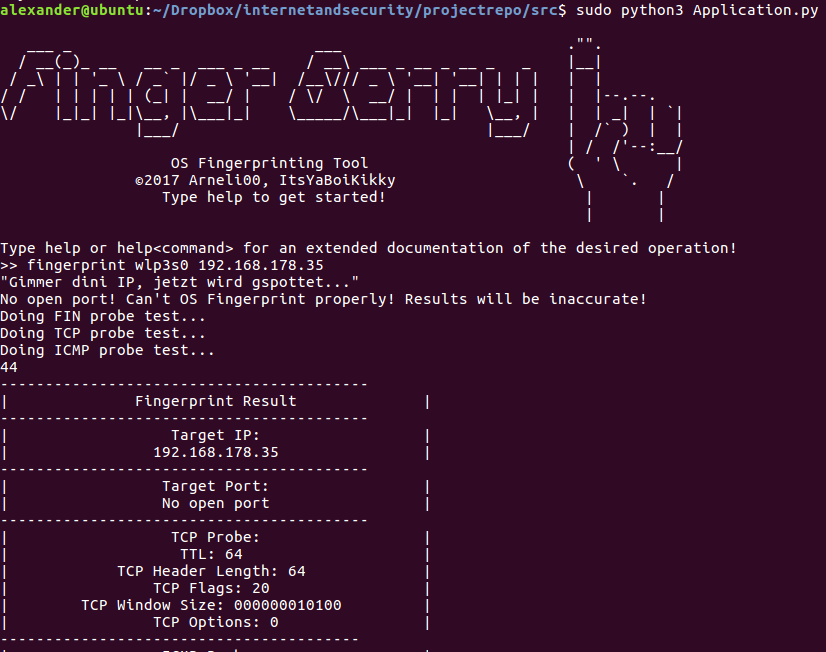 alexander@ubuntu:~/Dropbox/internetandsecurity/projectrepo/src$ sudo python3 Application.py
Finger Berry
OS Fingerprinting Tool
©2017 Arneli00, ItsYaBoiKikky
Type help to get started!
Type help or help<command> for an extended documentation of the desired operation!
>> fingerprint wlp3s0 192.168.178.35
"Gimmer dini IP, jetzt wird gspottet..."
No open port! Can't OS Fingerprint properly! Results will be inaccurate!
Doing FIN probe test...
Doing TCP probe test...
Doing ICMP probe test...
44
-----------------------------------------
| Fingerprint Result |
-----------------------------------------
| Target IP: |
| 192.168.178.35 |
-----------------------------------------
| Target Port: |
| No open port |
-----------------------------------------
| TCP Probe: |
| TTL: 64 |
| TCP Header Length: 64 |
| TCP Flags: 20 |
| TCP Window Size: 000000010100 |
| TCP Options: 0 |
----------------------------------------